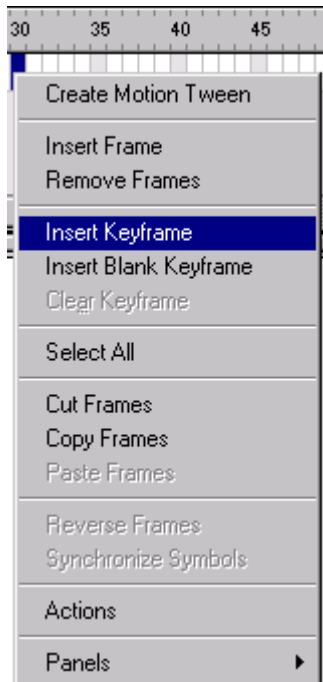 30 35 40 45
Create Motion Tween
Insert Frame
Remove Frames
Insert Keyframe
Insert Blank Keyframe
Clear Keyframe
Select All
Cut Frames
Copy Frames
Paste Frames
Reverse Frames
Synchronize Symbols
Actions
Panels